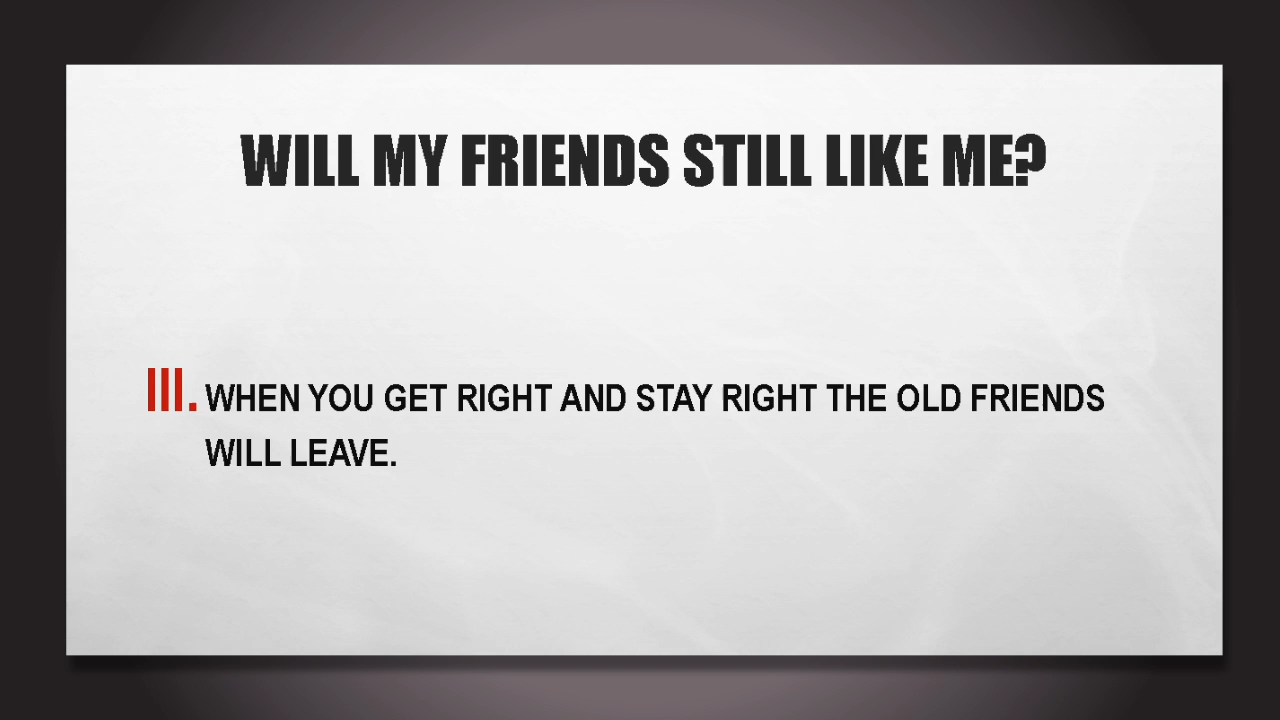 WILL MY FRIENDS STILL LIKE ME?
III. WHEN YOU GET RIGHT AND STAY RIGHT THE OLD FRIENDS
WILL LEAVE.